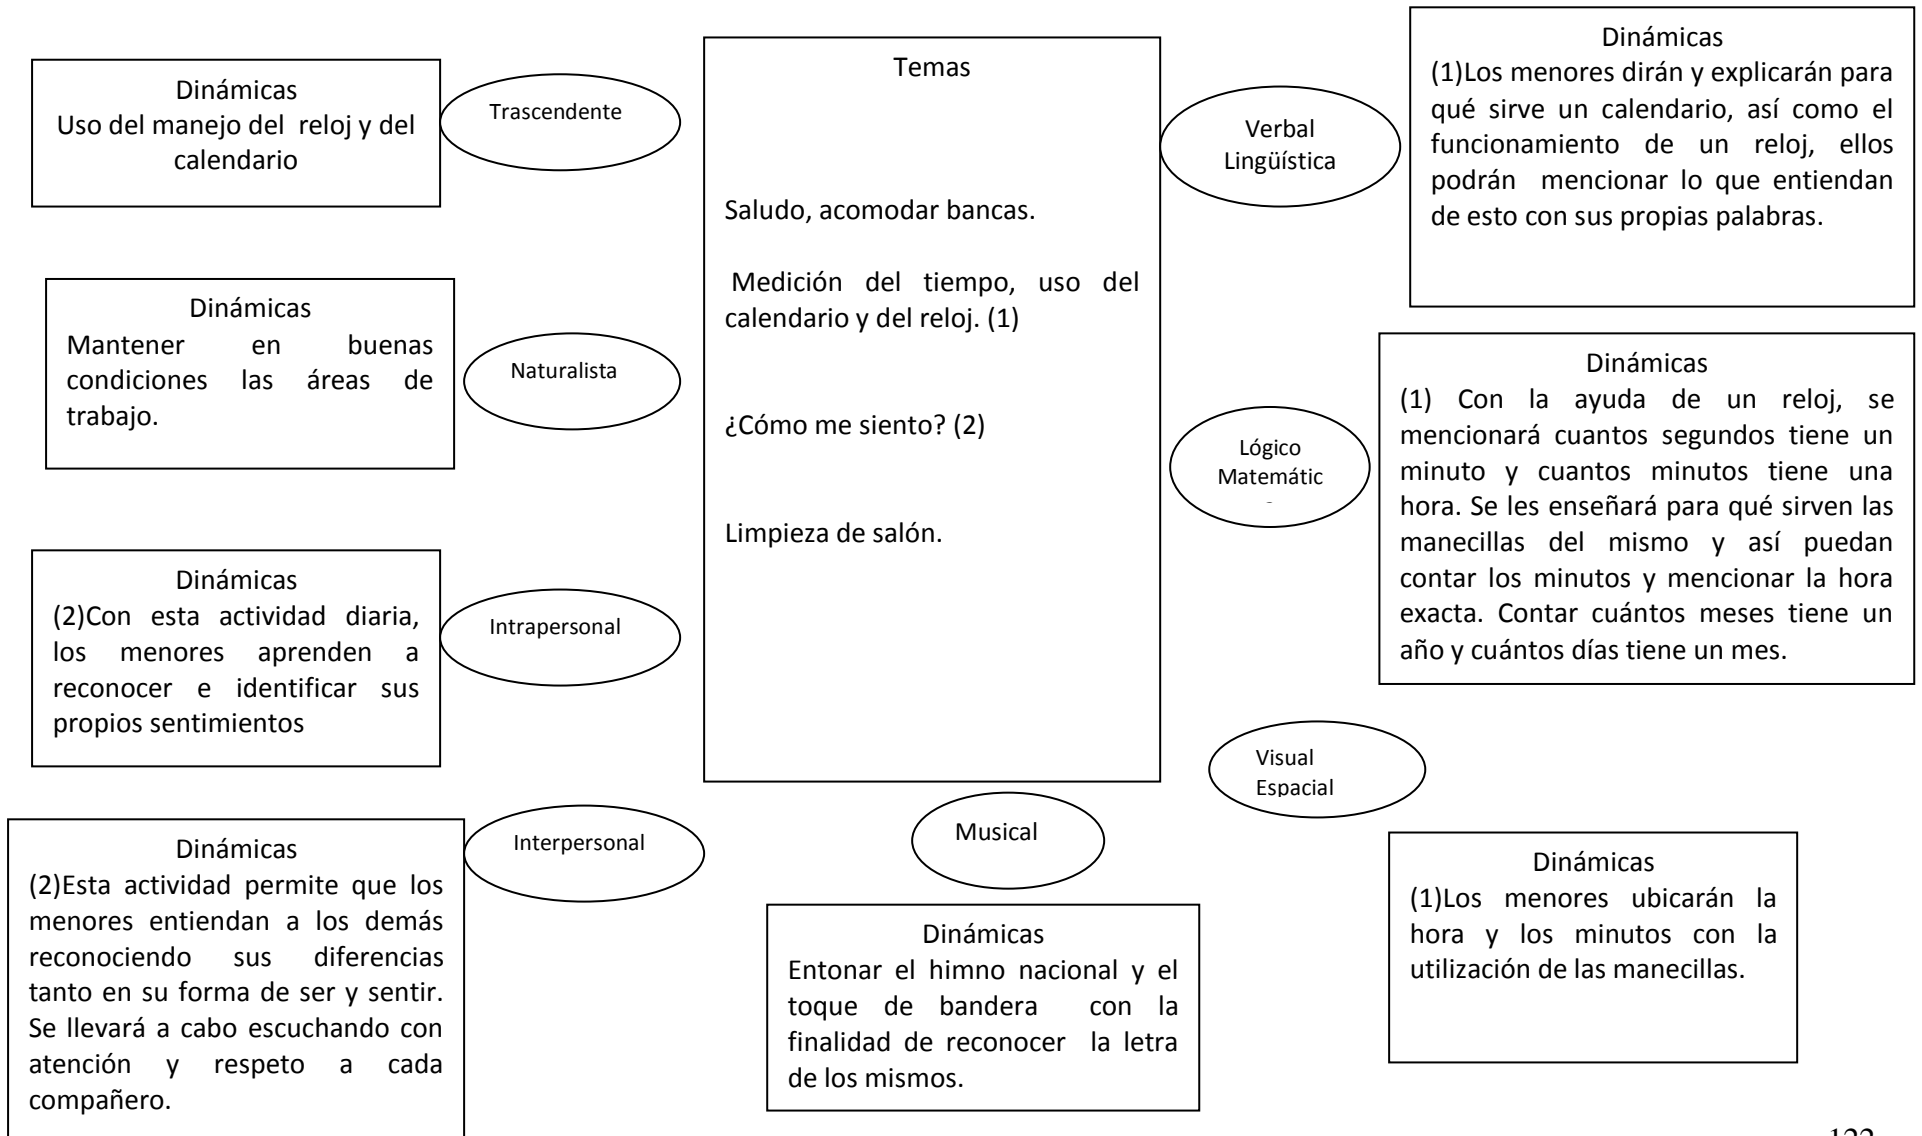 Dinámicas
Uso del manejo del reloj y del
calendario
Trascendente
Dinámicas
Mantener en buenas
condiciones las áreas de
trabajo.
Naturalista
Dinámicas
(2)Con esta actividad diaria,
los menores aprenden a
reconocer e identificar sus
propios sentimientos
Intrapersonal
Dinámicas
(2)Esta actividad permite que los
menores entiendan a los demás
reconociendo sus diferencias
tanto en su forma de ser y sentir.
Se llevará a cabo escuchando con
atención y respeto a cada
compañero.
Interpersonal
Temas
Saludo, acomodar bancas.
Medición del tiempo, uso del
calendario y del reloj. (1)
¿Cómo me siento? (2)
Limpieza de salón.
Musical
Dinámicas
Entonar el himno nacional y el
toque de bandera con la
finalidad de reconocer la letra
de los mismos.
Verbal
Lingüística
Dinámicas
(1)Los menores dirán y explicarán para
qué sirve un calendario, así como el
funcionamiento de un reloj, ellos
podrán mencionar lo que entiendan
de esto con sus propias palabras.
Lógico
Matemátic
Dinámicas
(1) Con la ayuda de un reloj, se
mencionará cuantos segundos tiene un
minuto y cuantos minutos tiene una
hora. Se les enseñará para qué sirven las
manecillas del mismo y así puedan
contar los minutos y mencionar la hora
exacta. Contar cuántos meses tiene un
año y cuántos días tiene un mes.
Visual
Espacial
Dinámicas
(1)Los menores ubicarán la
hora y los minutos con la
utilización de las manecillas.